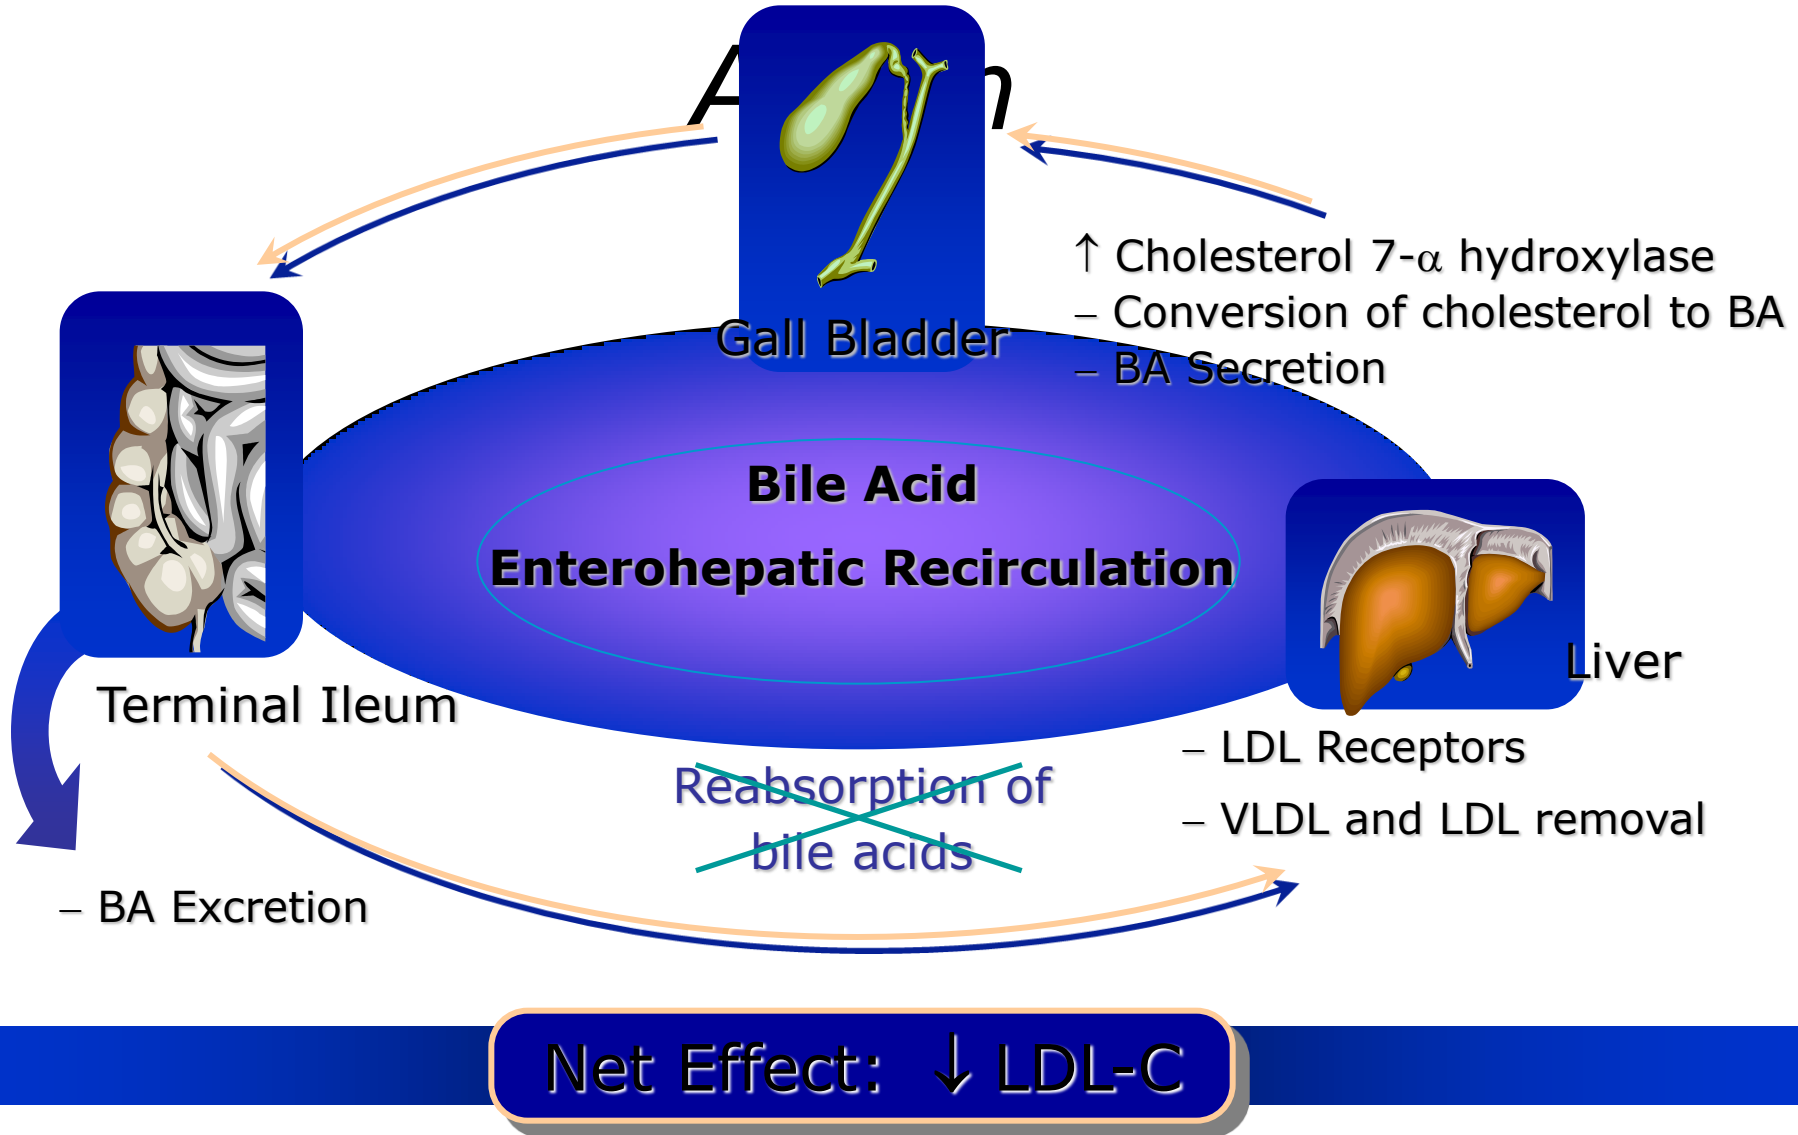 ↑ Cholesterol 7-α hydroxylase
– Conversion of cholesterol to BA
– BA Secretion
Gall Bladder
Bile Acid
Enterohepatic Recirculation
Liver
Terminal Ileum
– LDL Receptors
– VLDL and LDL removal
Reabsorption of
bile acids
– BA Excretion
Net Effect: ↓ LDL-C